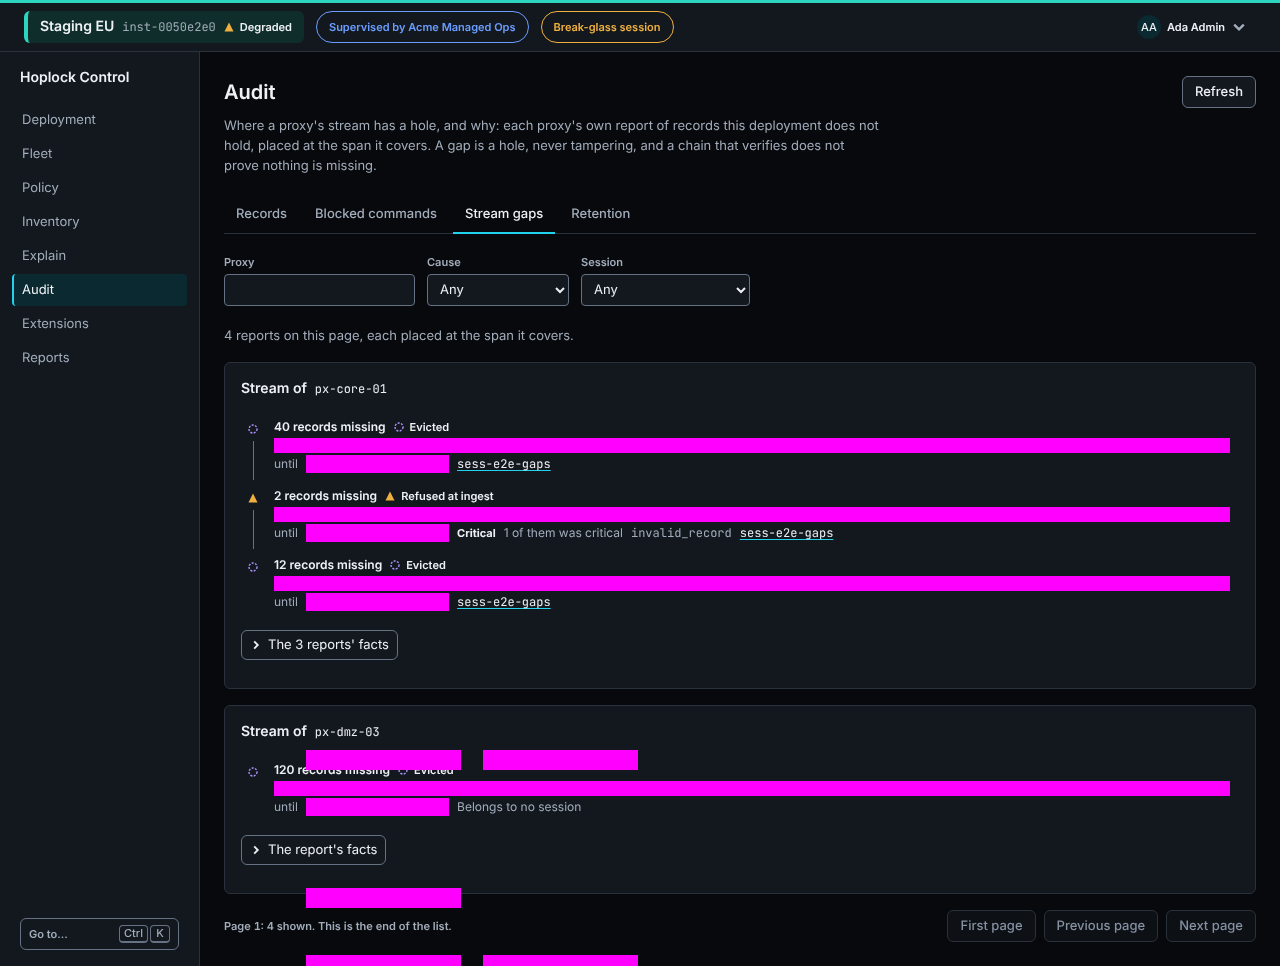 Staging EU inst-0050e2e0 Degraded
Supervised by Acme Managed Ops
Break-glass session
AA Ada Admin
Hoplock Control
Deployment
Fleet
Policy
Inventory
Explain
Audit
Extensions
Reports
Go to... Ctrl K
Audit
Refresh
Where a proxy's stream has a hole, and why: each proxy's own report of records this deployment does not
hold, placed at the span it covers. A gap is a hole, never tampering, and a chain that verifies does not
prove nothing is missing.
Records Blocked commands Stream gaps Retention
Proxy Cause Session
Any Any
4 reports on this page, each placed at the span it covers.
Stream of px-core-01
40 records missing Evicted
until sess-e2e-gaps
2 records missing Refused at ingest
until Critical 1 of them was critical invalid_record sess-e2e-gaps
12 records missing Evicted
until sess-e2e-gaps
The 3 reports' facts
Stream of px-dmz-03
120 records missing Evicted
until Belongs to no session
The report's facts
Page 1: 4 shown. This is the end of the list.
First page Previous page Next page